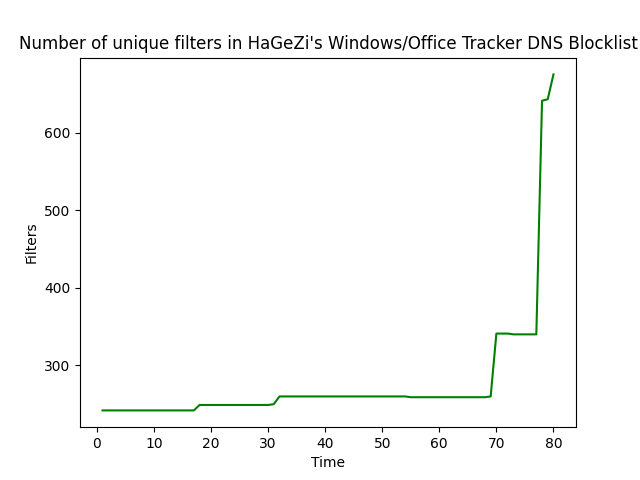 Number of unique filters in HaGeZi's Windows/Office Tracker DNS Blocklist
600
500
400
300
Filters
0 10 20 30 40 50 60 70 80
Time